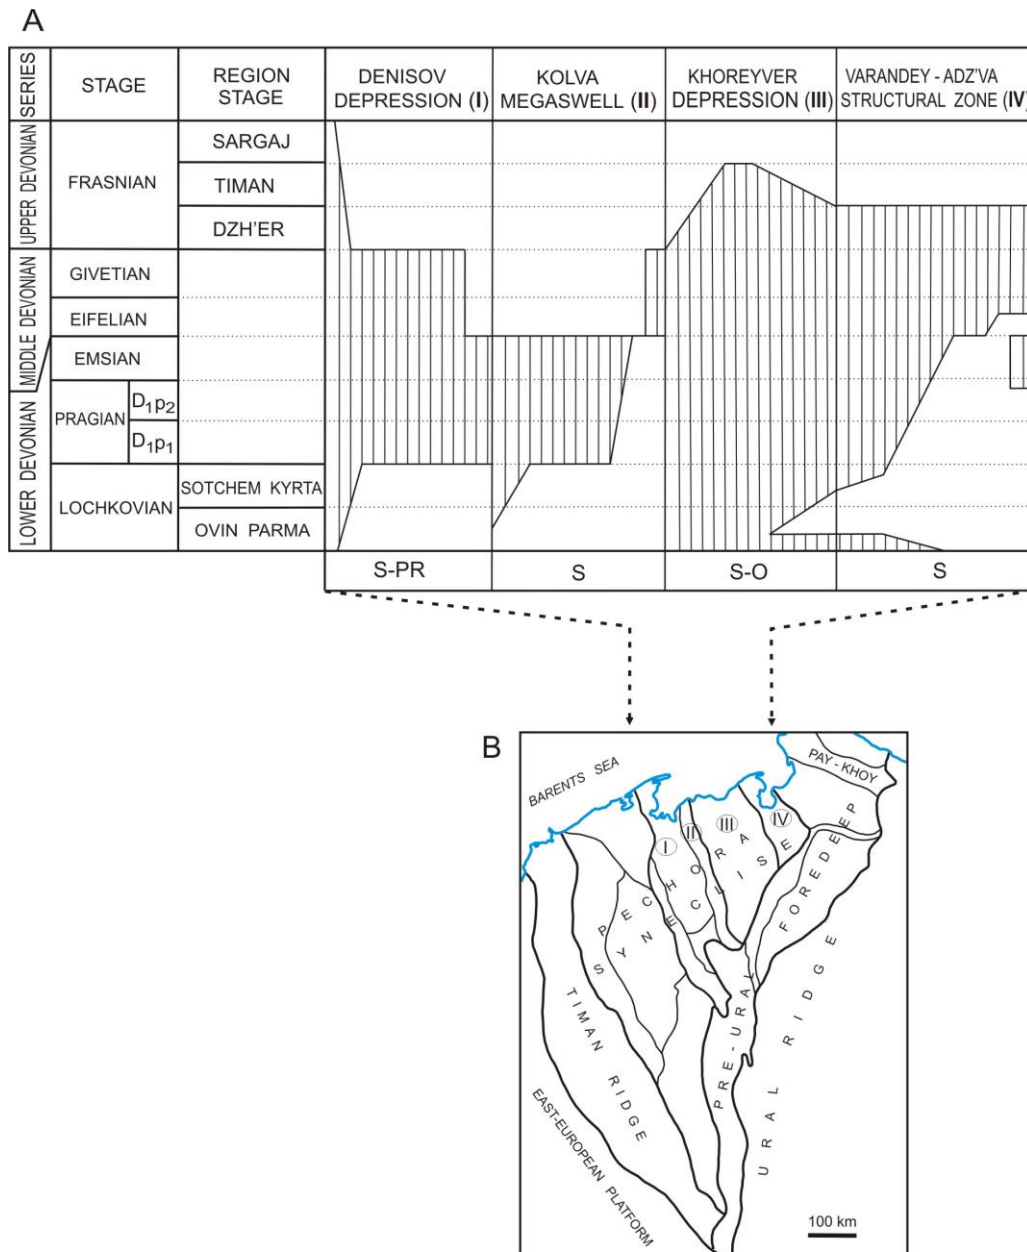 A
SERIES
STAGE
REGION
STAGE
DENISOV
DEPRESSION (I)
KOLVA
MEGASWELL (II)
KHOREYVER
DEPRESSION (III)
VARANDEY - ADZ'VA
STRUCTURAL ZONE (IV)
UPPER DEVONIAN
FRASNIAN
SARGAJ
TIMAN
DZH'ER
MIDDLE DEVONIAN
GIVETIAN
EIFELIAN
LOWER DEVONIAN
EMSIAN
PRAGIAN
D₁p₂
D₁p₁
LOCHKOVIAN
SOTCHEM KYRTA
OVIN PARMA
S-PR
S
S-O
S
B
BARENTS SEA
PAY - KHOY
I
II
III
IV
PECHORA
SYNECLISE
FOREDEEP
PRE - URAL
URAL RIDGE
TIMAN RIDGE
EAST-EUROPEAN PLATFORM
100 km